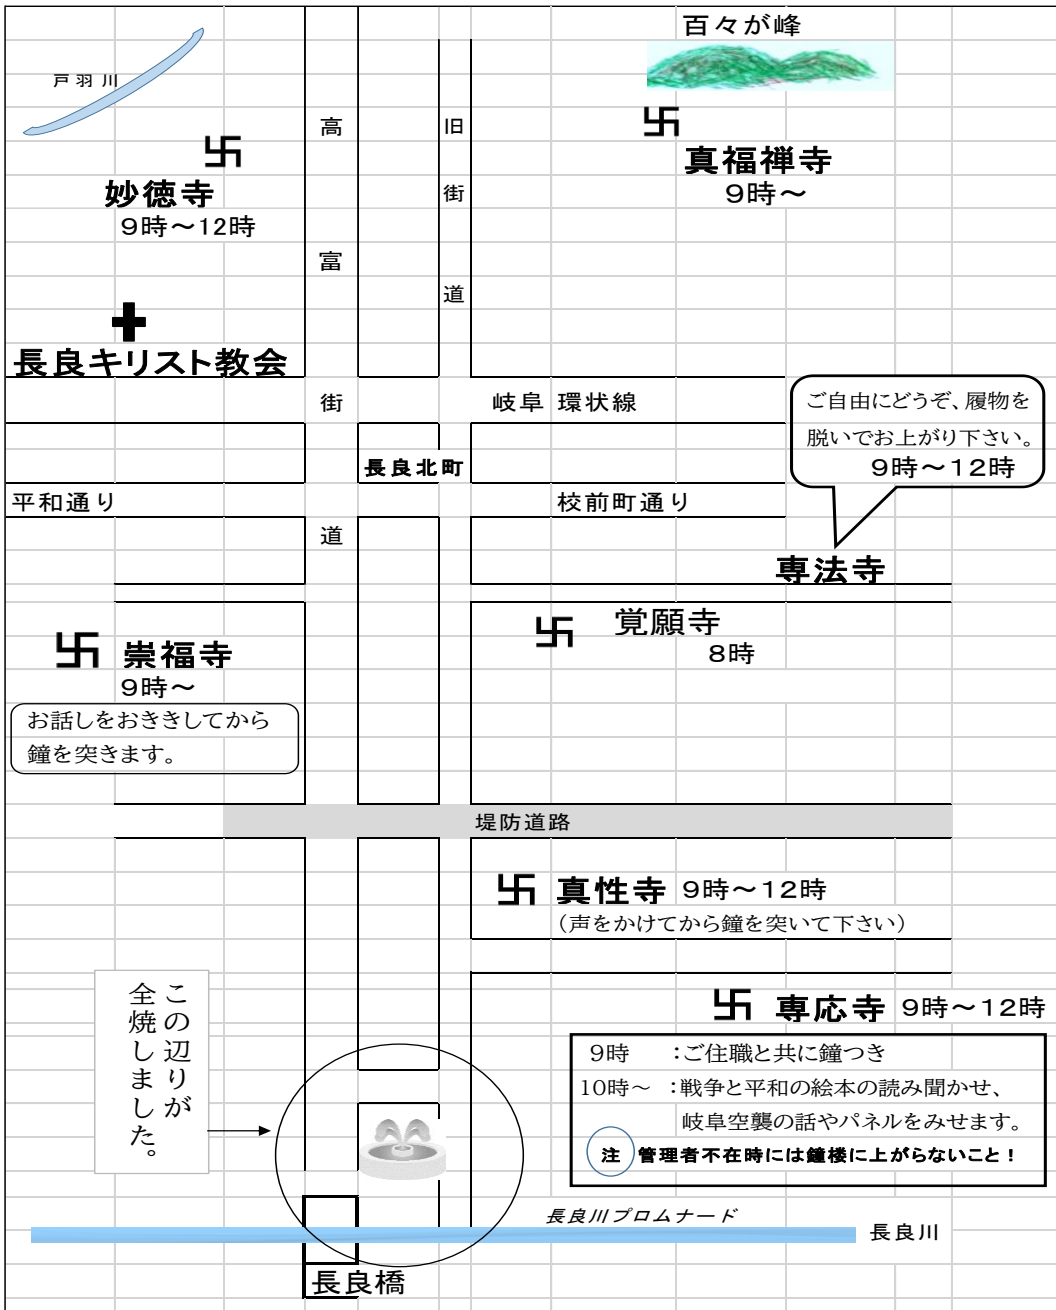 百々が峰
戸羽川
卐
高富街道
旧街道
卐
真福禅寺
9時～
妙徳寺
9時～12時
長良キリスト教会
岐阜 環状線
ご自由にどうぞ、履物を
脱いでお上がり下さい。
9時～12時
長良北町
平和通り
校前町通り
専法寺
卐 崇福寺
9時～
お話しをおききしてから
鐘を突きます。
卐 覚願寺
8時
堤防道路
卐 真性寺 9時～12時
（声をかけてから鐘を突いて下さい）
この辺りが
全焼しました。
卐 専応寺 9時～12時
9時 ：ご住職と共に鐘つき
10時～ ：戦争と平和の絵本の読み聞かせ、
岐阜空襲の話やパネルをみせます。
注 管理者不在時には鐘楼に上がらないこと！
長良川プロムナード
長良川
長良橋